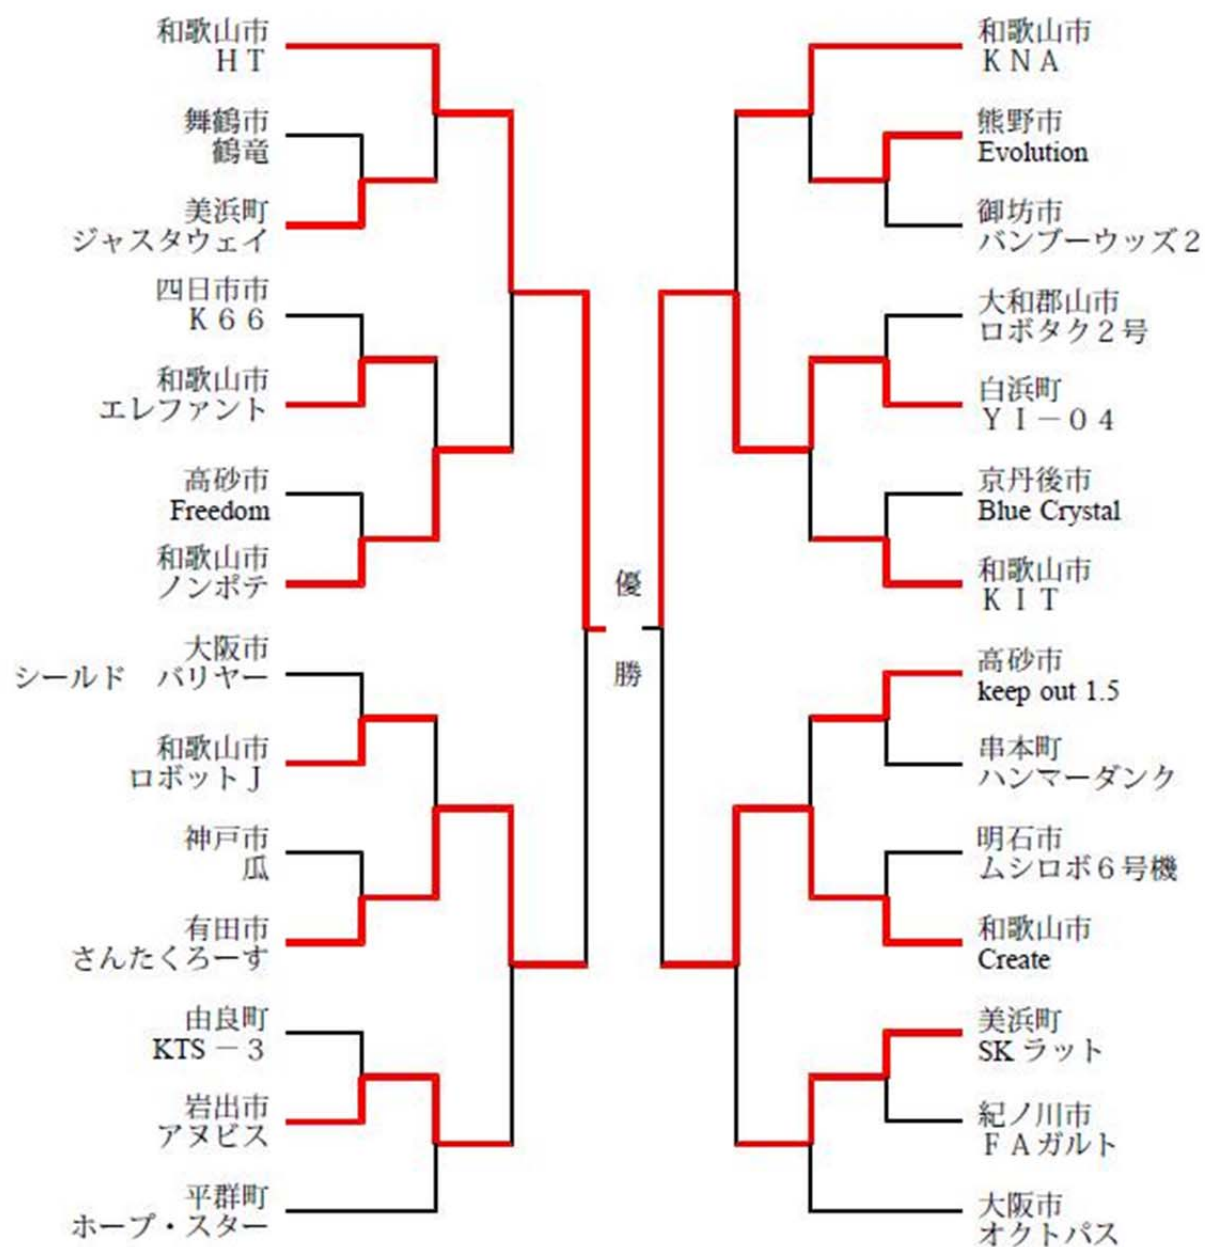 和歌山市
ＨＴ
舞鶴市
鶴竜
美浜町
ジャスタウェイ
四日市市
Ｋ６６
和歌山市
エレファント
高砂市
Freedom
和歌山市
ノンポテ
大阪市
シールド　バリヤー
和歌山市
ロボットＪ
神戸市
瓜
有田市
さんたくろーす
由良町
KTS －３
岩出市
アヌビス
平群町
ホープ・スター
優
勝
和歌山市
ＫＮＡ
熊野市
Evolution
御坊市
バンブーウッズ２
大和郡山市
ロボタク２号
白浜町
ＹＩ－０４
京丹後市
Blue Crystal
和歌山市
ＫＩＴ
高砂市
keep out 1.5
串本町
ハンマーダンク
明石市
ムシロボ６号機
和歌山市
Create
美浜町
SK ラット
紀ノ川市
ＦＡガルト
大阪市
オクトパス